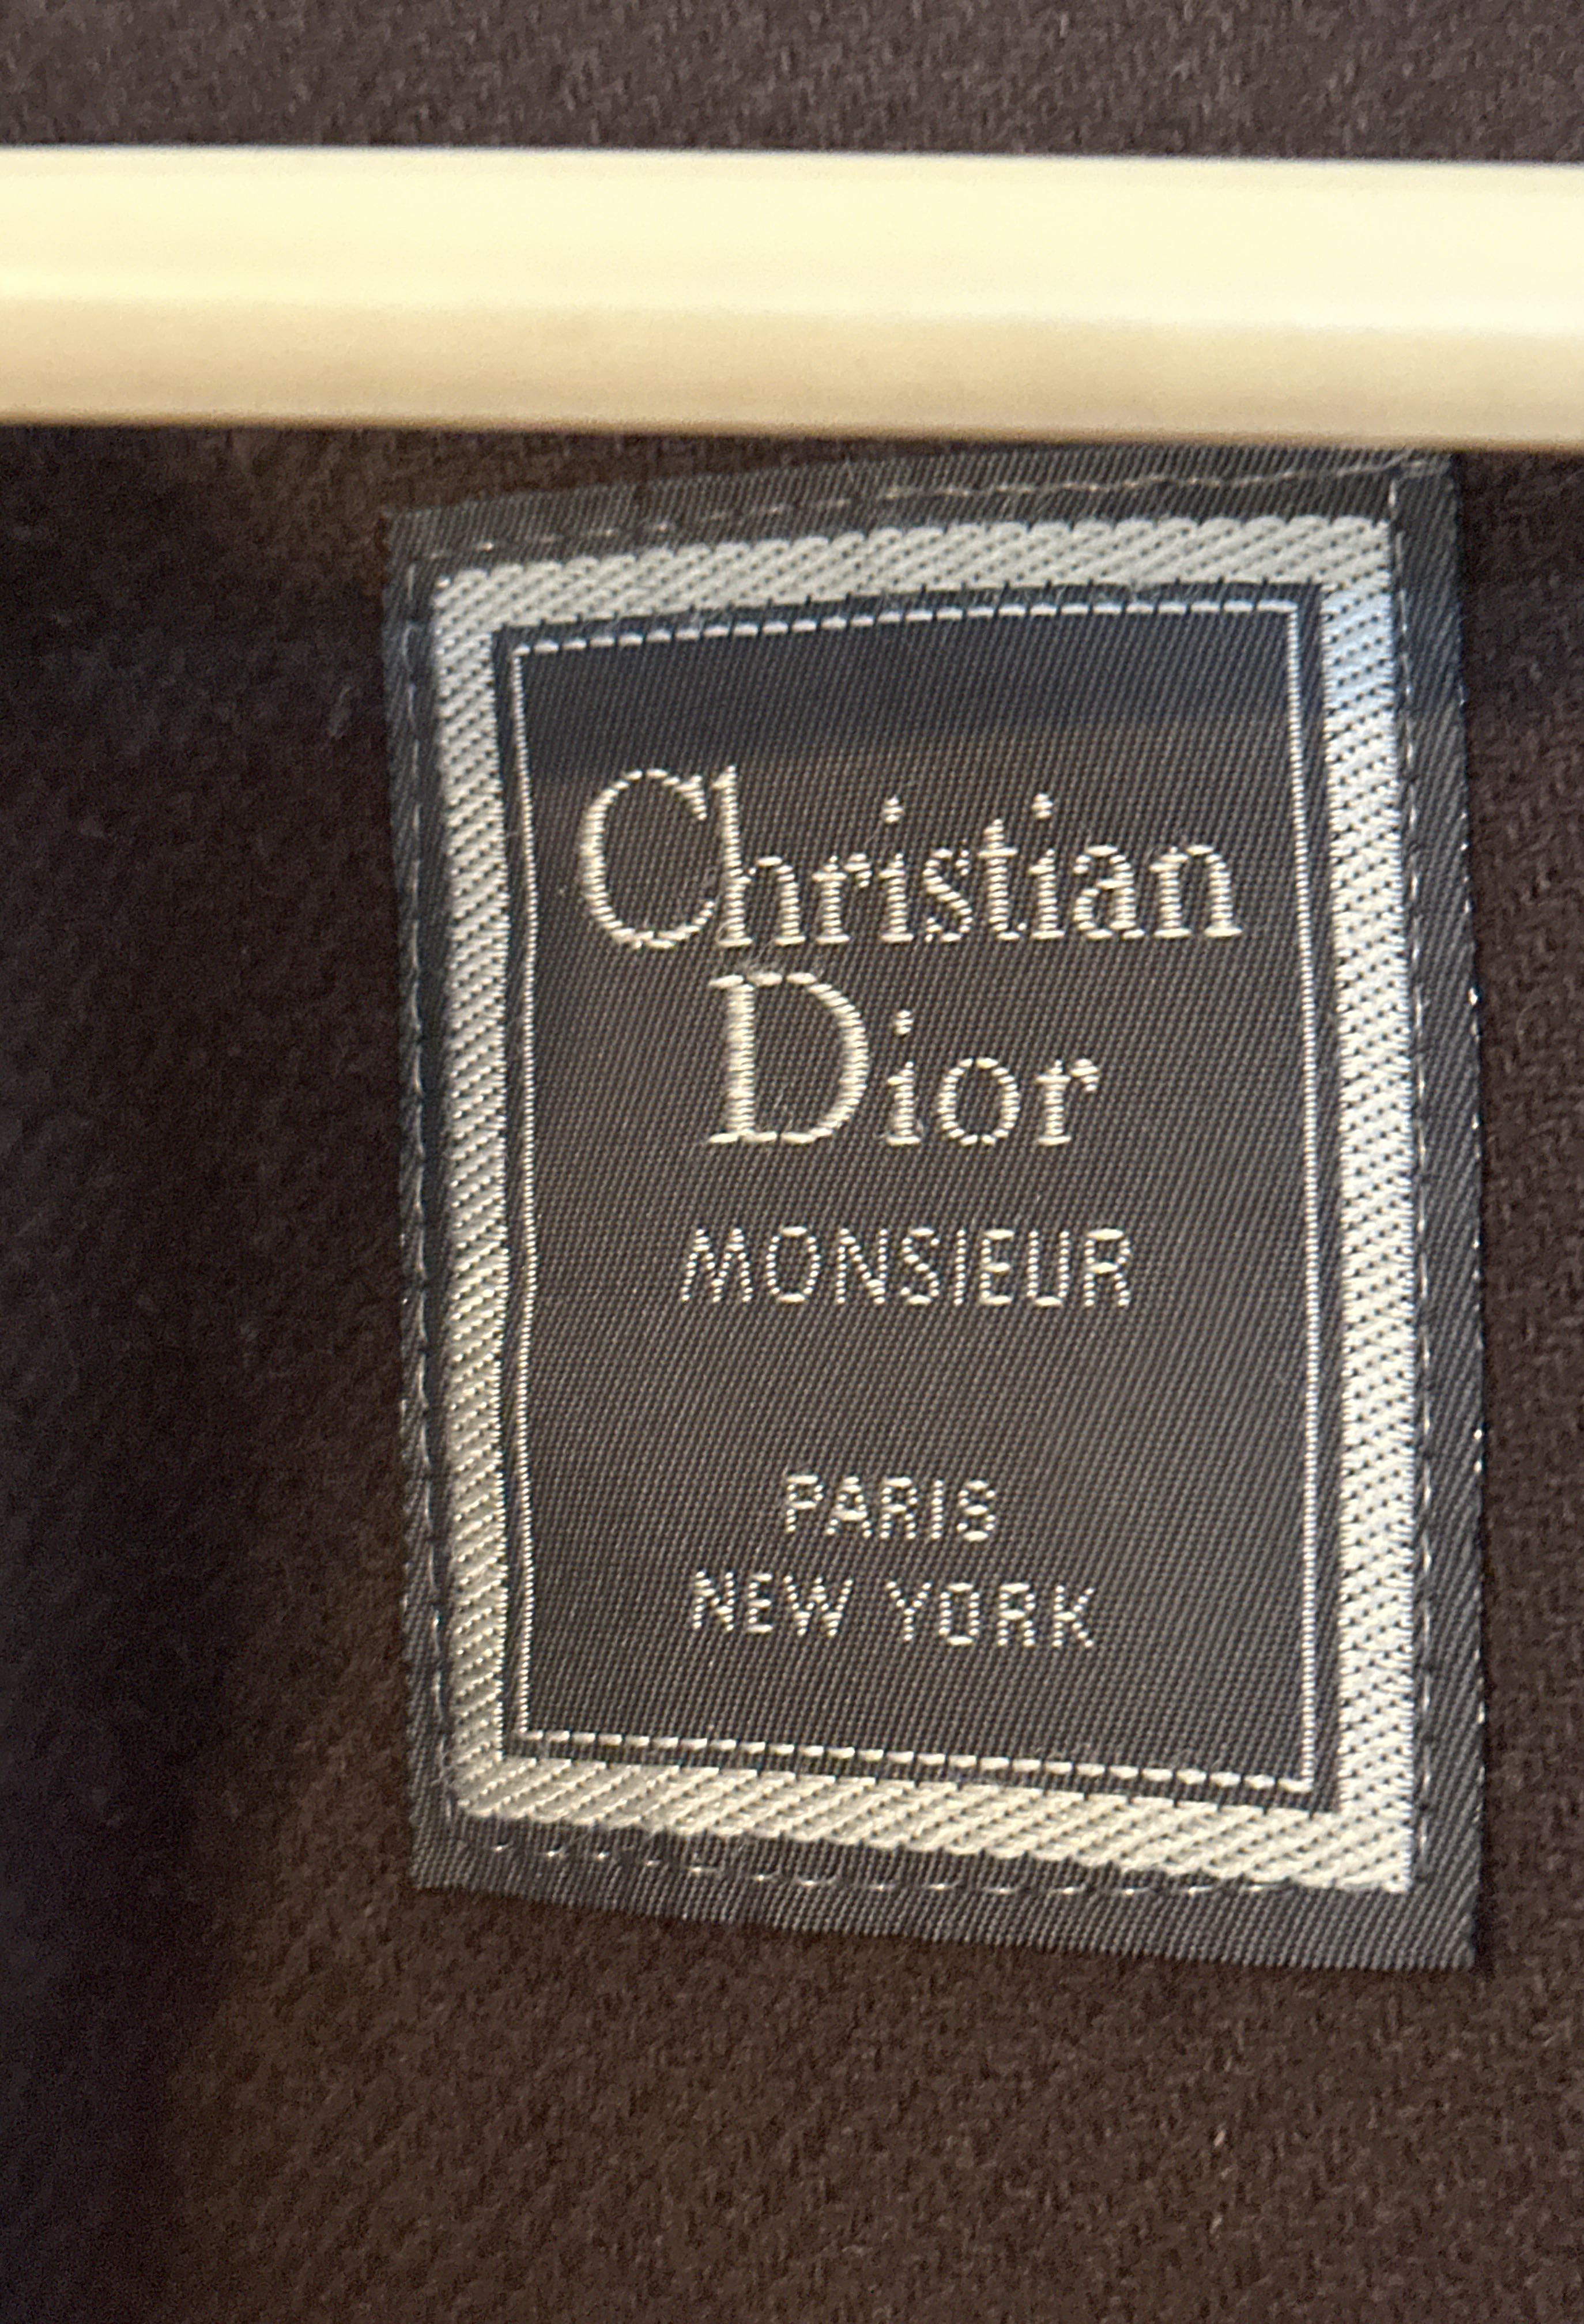 Christian
Dior
MONSIEUR
PARIS
NEW YORK